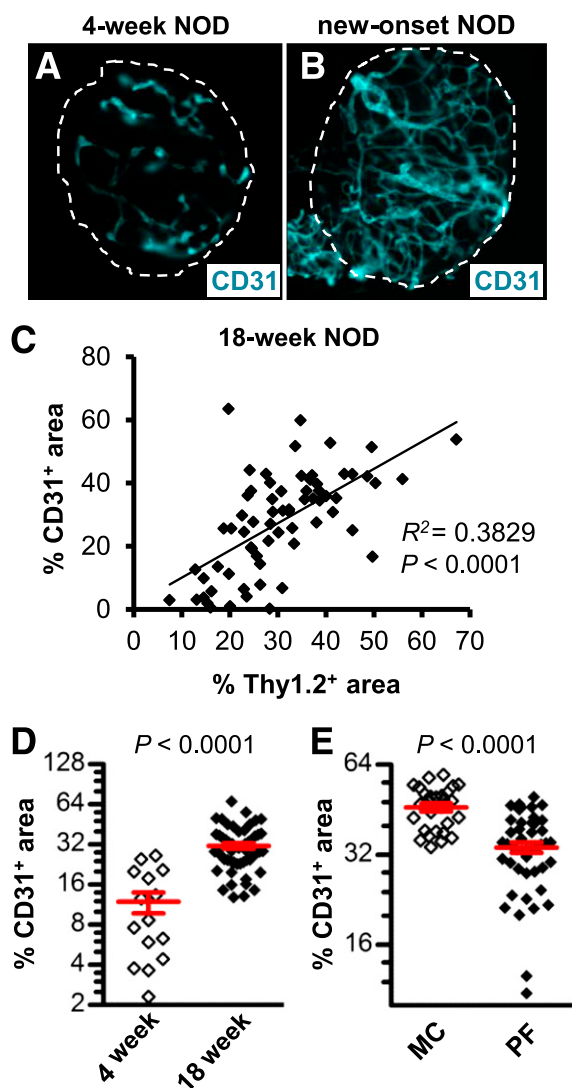 4-week NOD
new-onset NOD
A
B
CD31
CD31
C
18-week NOD
80
60
40
20
0
% CD31⁺ area
R² = 0.3829
P < 0.0001
0 10 20 30 40 50 60 70
% Thy1.2⁺ area
D
P < 0.0001
128
64
32
16
8
4
2
% CD31⁺ area
4 week
18 week
E
P < 0.0001
64
32
16
% CD31⁺ area
MC
PF